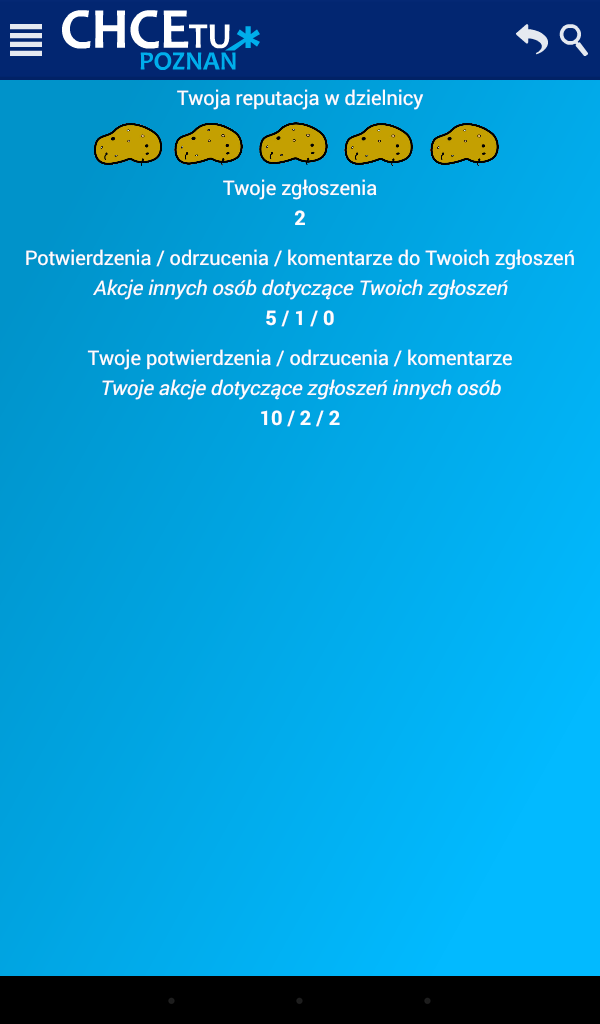 CHCETU
POZNAŃ
Twoja reputacja w dzielnicy
Twoje zgłoszenia
2
Potwierdzenia / odrzucenia / komentarze do Twoich zgłoszeń
Akcje innych osób dotyczące Twoich zgłoszeń
5 / 1 / 0
Twoje potwierdzenia / odrzucenia / komentarze
Twoje akcje dotyczące zgłoszeń innych osób
10 / 2 / 2